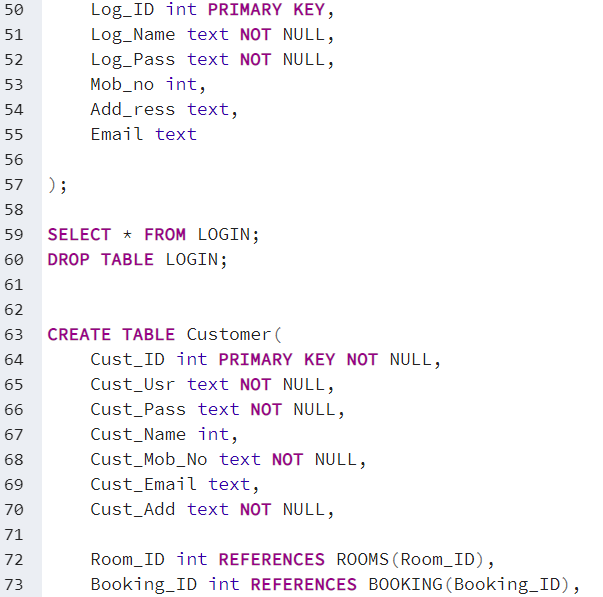 50 Log_ID int PRIMARY KEY,
51 Log_Name text NOT NULL,
52 Log_Pass text NOT NULL,
53 Mob_no int,
54 Add_ress text,
55 Email text
56
57 );
58
59 SELECT * FROM LOGIN;
60 DROP TABLE LOGIN;
61
62
63 CREATE TABLE Customer(
64 Cust_ID int PRIMARY KEY NOT NULL,
65 Cust_Usr text NOT NULL,
66 Cust_Pass text NOT NULL,
67 Cust_Name int,
68 Cust_Mob_No text NOT NULL,
69 Cust_Email text,
70 Cust_Add text NOT NULL,
71
72 Room_ID int REFERENCES ROOMS(Room_ID),
73 Booking_ID int REFERENCES BOOKING(Booking_ID),